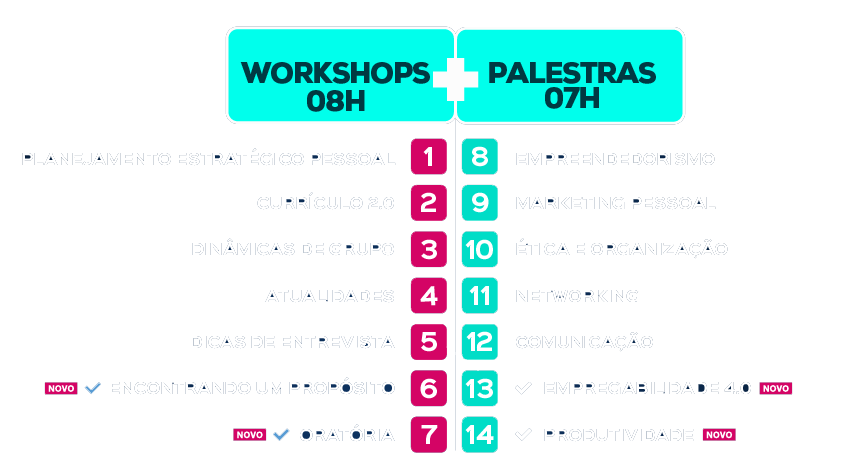 WORKSHOPS
08H
PALESTRAS
07H
PLANEJAMENTO ESTRATÉGICO PESSOAL 1
CURRÍCULO 2.0 2
DINÂMICAS DE GRUPO 3
ATUALIDADES 4
DICAS DE ENTREVISTA 5
NOVO ENCONTRANDO UM PROPÓSITO 6
NOVO ORATÓRIA 7
8 EMPREENDEDORISMO
9 MARKETING PESSOAL
10 ÉTICA E ORGANIZAÇÃO
11 NETWORKING
12 COMUNICAÇÃO
13 EMPREGABILIDADE 4.0 NOVO
14 PRODUTIVIDADE NOVO